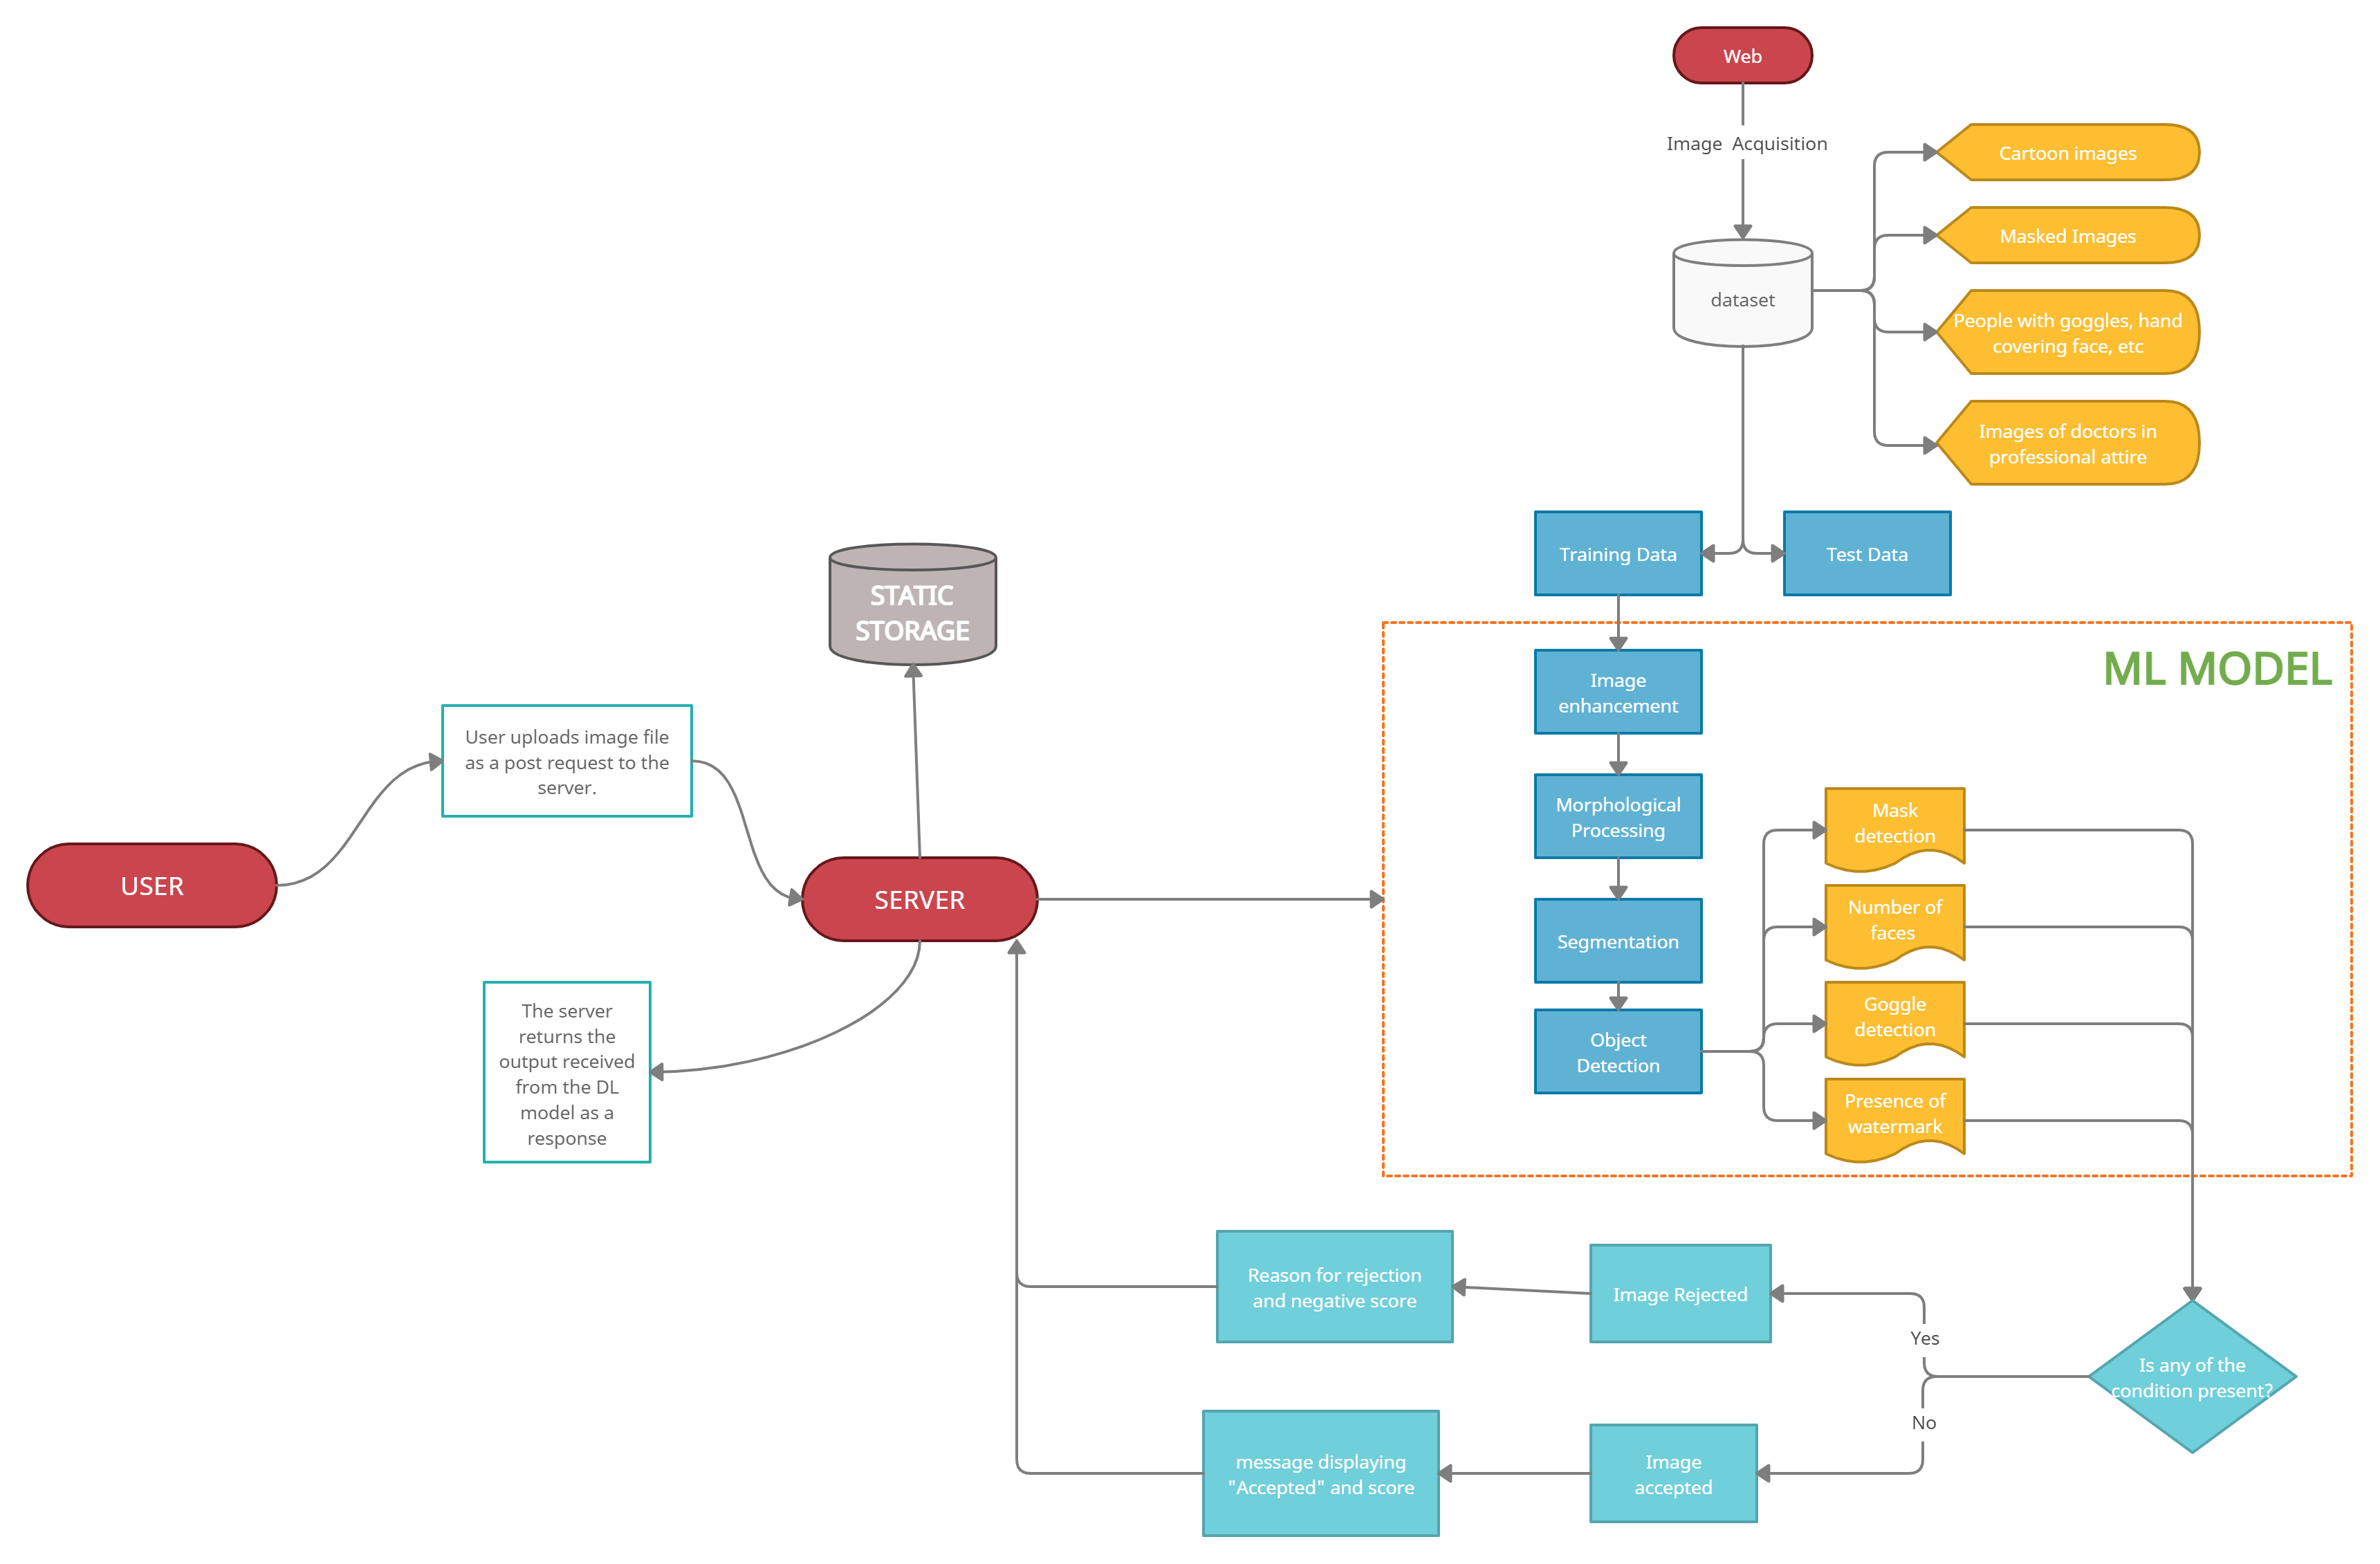 Web
Image Acquisition
Cartoon images
Masked Images
dataset
People with goggles, hand
covering face, etc
Images of doctors in
professional attire
Training Data
Test Data
STATIC
STORAGE
ML MODEL
Image
enhancement
User uploads image file
as a post request to the
server.
Morphological
Processing
Mask
detection
USER
SERVER
Number of
faces
Segmentation
Goggle
detection
The server
returns the
output received
from the DL
model as a
response
Object
Detection
Presence of
watermark
Reason for rejection
and negative score
Image Rejected
Yes
Is any of the
condition present?
No
message displaying
"Accepted" and score
Image
accepted